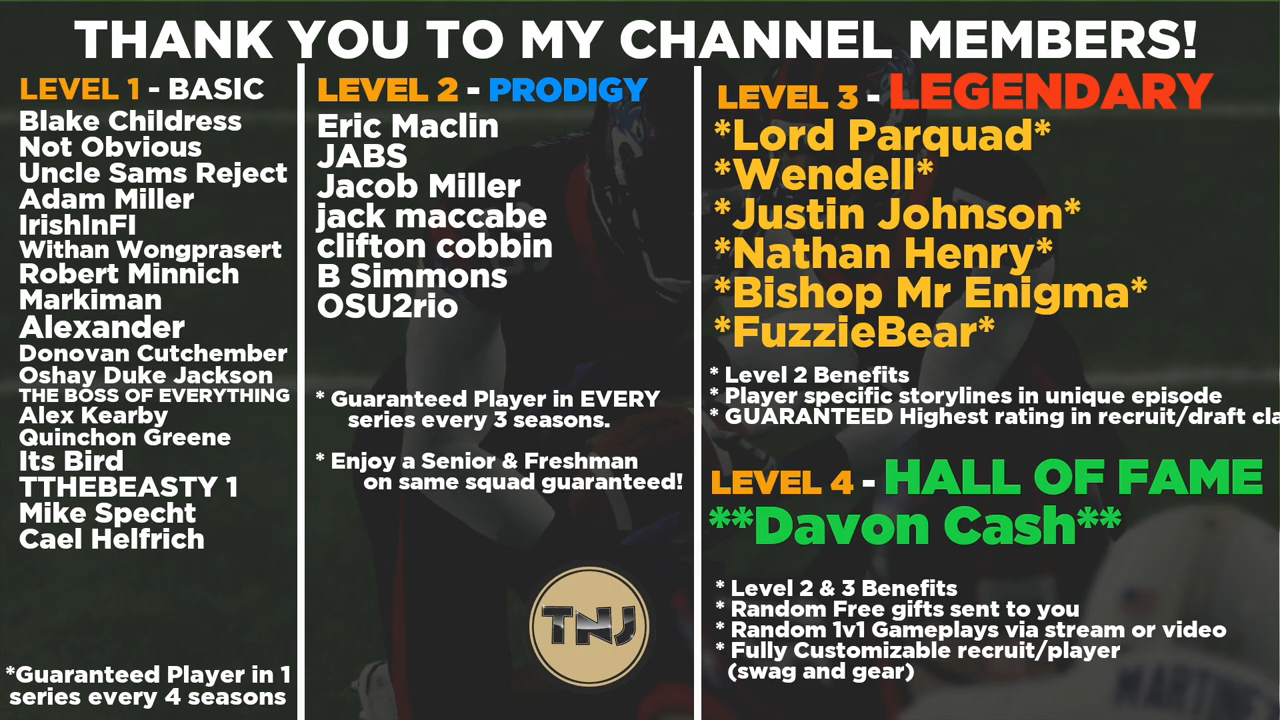 THANK YOU TO MY CHANNEL MEMBERS!
LEVEL 1 - BASIC
Blake Childress
Not Obvious
Uncle Sams Reject
Adam Miller
IrishInFl
Withan Wongprasert
Robert Minnich
Markiman
Alexander
Donovan Cutchember
Oshay Duke Jackson
THE BOSS OF EVERYTHING
Alex Kearby
Quinchon Greene
Its Bird
TTHEBEASTY 1
Mike Specht
Cael Helfrich
*Guaranteed Player in 1
series every 4 seasons
LEVEL 2 - PRODIGY
Eric Maclin
JABS
Jacob Miller
jack maccabe
clifton cobbin
B Simmons
OSU2rio
* Guaranteed Player in EVERY
series every 3 seasons.
* Enjoy a Senior & Freshman
on same squad guaranteed!
TNJ
LEVEL 3 - LEGENDARY
*Lord Parquad*
*Wendell*
*Justin Johnson*
*Nathan Henry*
*Bishop Mr Enigma*
*FuzzieBear*
* Level 2 Benefits
* Player specific storylines in unique episode
* GUARANTEED Highest rating in recruit/draft cla
LEVEL 4 - HALL OF FAME
**Davon Cash**
* Level 2 & 3 Benefits
* Random Free gifts sent to you
* Random 1v1 Gameplays via stream or video
* Fully Customizable recruit/player
(swag and gear)